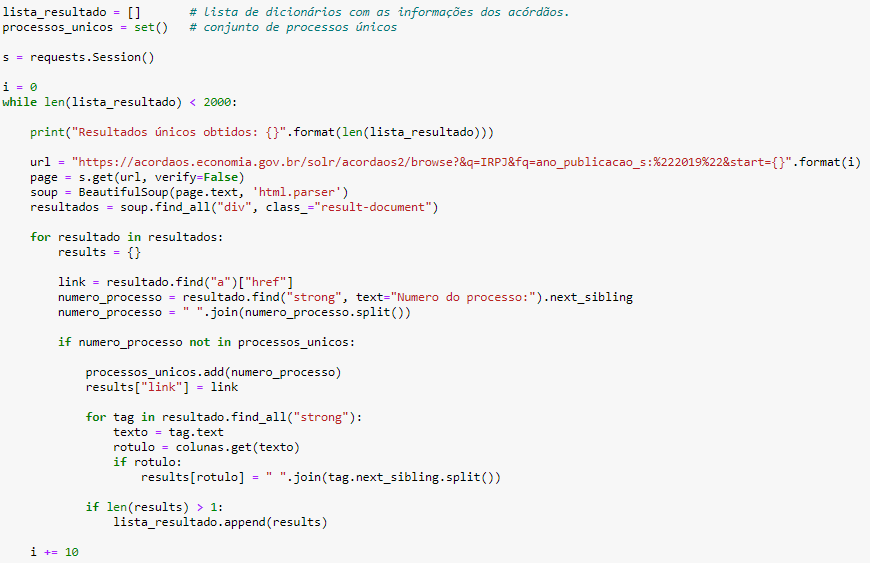 lista_resultado = []       # lista de dicionários com as informações dos acórdãos.
processos_unicos = set()   # conjunto de processos únicos
s = requests.Session()
i = 0
while len(lista_resultado) < 2000:
    print("Resultados únicos obtidos: {}".format(len(lista_resultado)))
    url = "https://acordaos.economia.gov.br/solr/acordaos2/browse?&q=IRPJ&fq=ano_publicacao_s:%222019%22&start={}".format(i)
    page = s.get(url, verify=False)
    soup = BeautifulSoup(page.text, 'html.parser')
    resultados = soup.find_all("div", class_="result-document")
    for resultado in resultados:
        results = {}
        link = resultado.find("a")["href"]
        numero_processo = resultado.find("strong", text="Numero do processo:").next_sibling
        numero_processo = " ".join(numero_processo.split())
        if numero_processo not in processos_unicos:
            processos_unicos.add(numero_processo)
            results["link"] = link
            for tag in resultado.find_all("strong"):
                texto = tag.text
                rotulo = colunas.get(texto)
                if rotulo:
                    results[rotulo] = " ".join(tag.next_sibling.split())
            if len(results) > 1:
                lista_resultado.append(results)
    i += 10